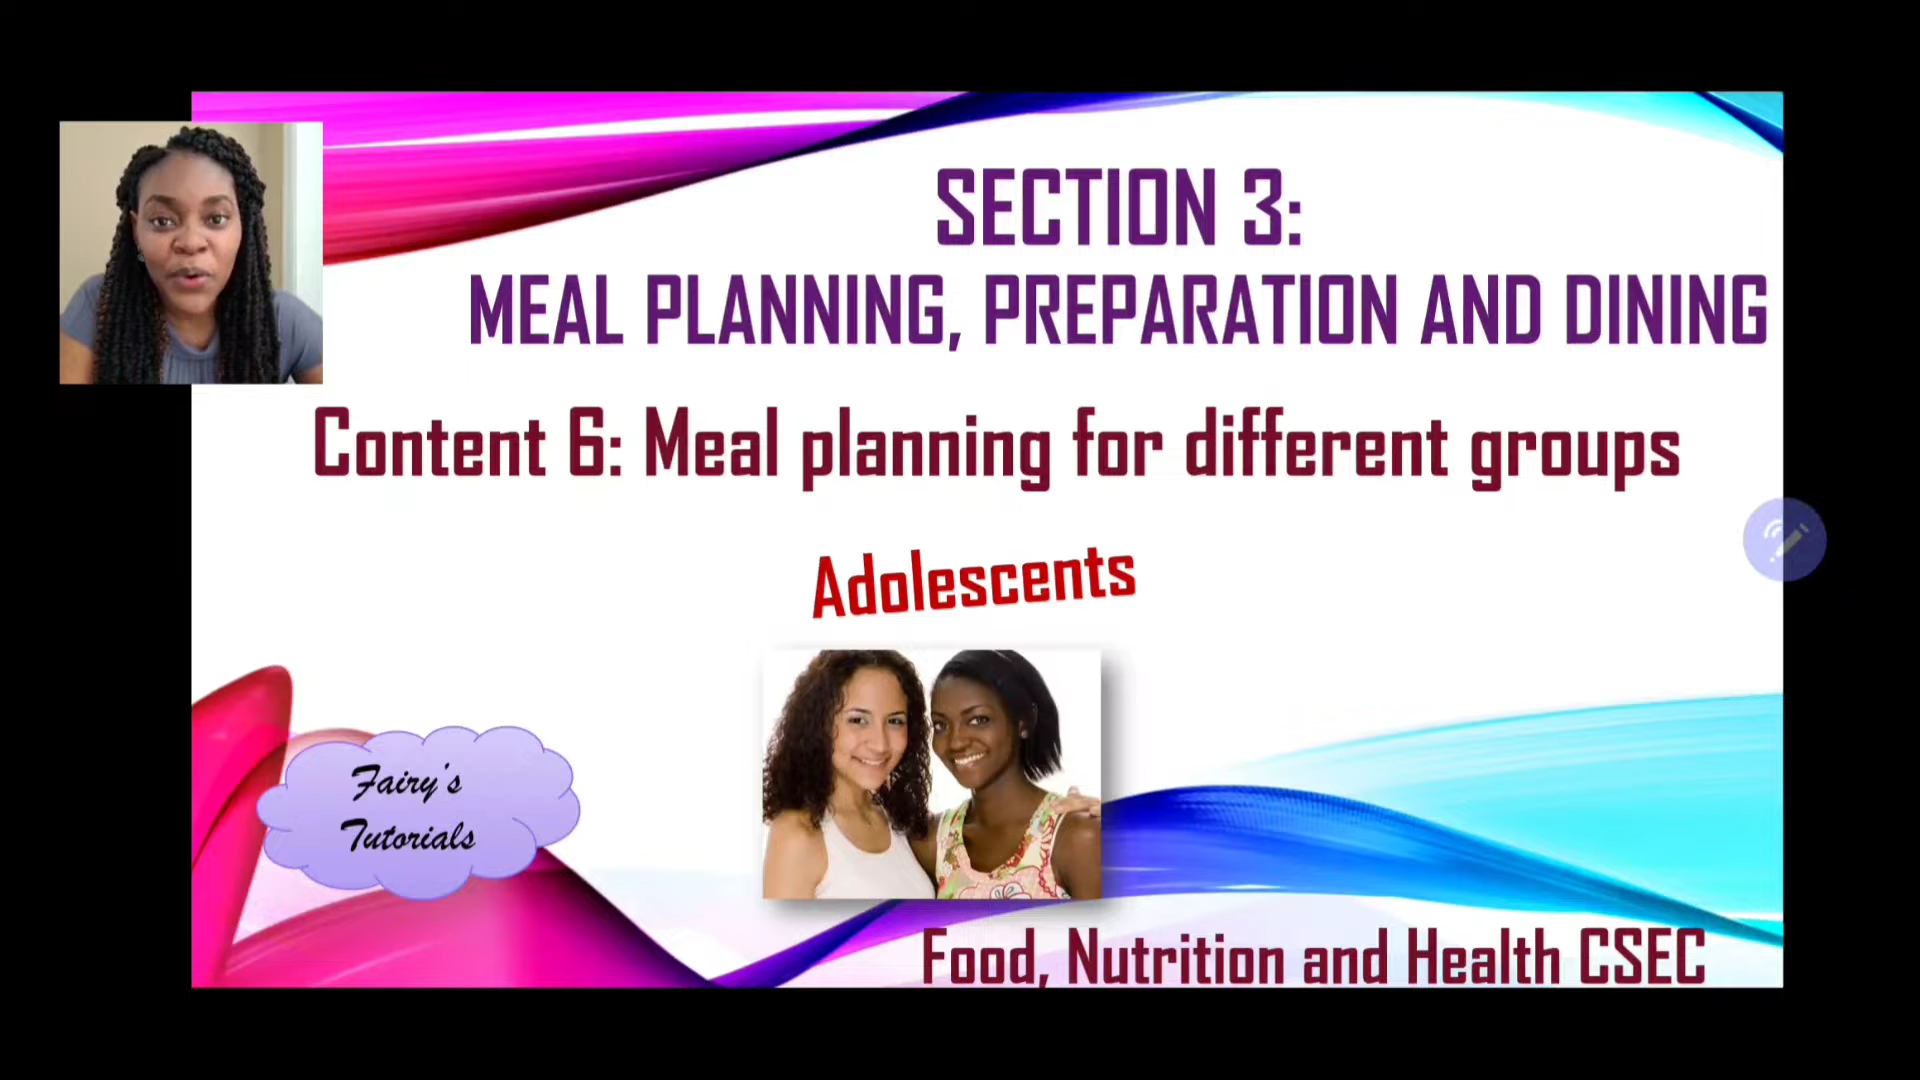 SECTION 3:
MEAL PLANNING, PREPARATION AND DINING
Content 6: Meal planning for different groups
Adolescents
Fairy's
Tutorials
Food, Nutrition and Health CSEC